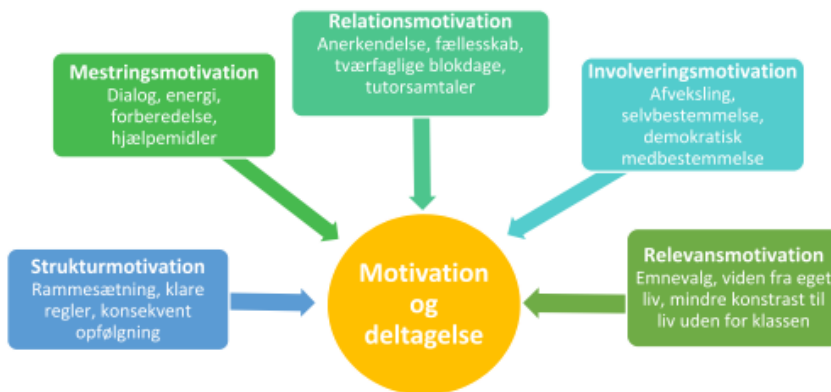 Relationsmotivation
Anerkendelse, fællesskab,
tværfaglige blokdage,
tutorsamtaler
Mestringsmotivation
Dialog, energi,
forberedelse,
hjælpemidler
Involveringsmotivation
Afveksling,
selvbestemmelse,
demokratisk
medbestemmelse
Strukturmotivation
Rammesætning, klare
regler, konsekvent
opfølgning
Motivation
og
deltagelse
Relevansmotivation
Emnevalg, viden fra eget
liv, mindre konstrast til
liv uden for klassen